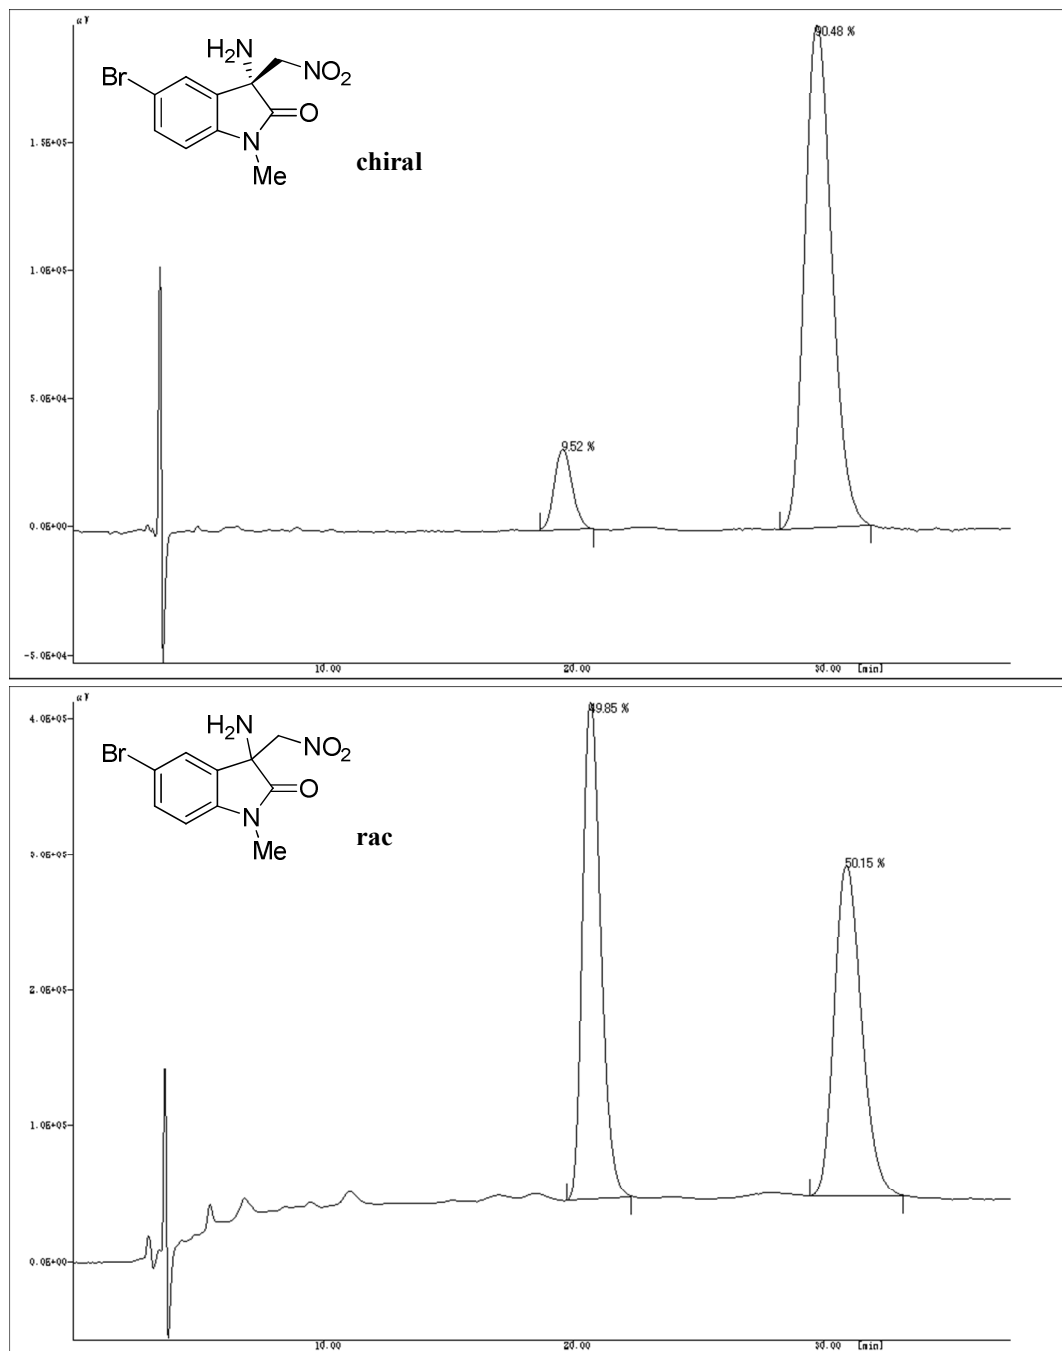 μV
90.48 %
H₂N
NO₂
Br
O
N
Me
chiral
1.5E+05
1.0E+05
5.0E+04
9.52 %
0.0E+00
-5.0E+04
10.00 20.00 30.00 [min]
μV
4.0E+05
49.85 %
H₂N
NO₂
Br
O
N
Me
rac
3.0E+05
50.15 %
2.0E+05
1.0E+05
0.0E+00
10.00 20.00 30.00 [min]